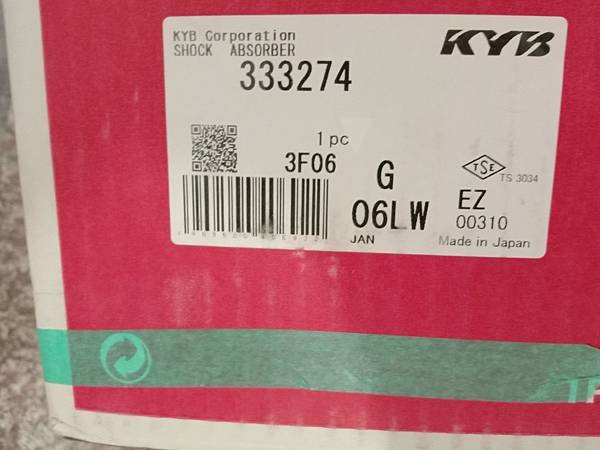 KYB Corporation
SHOCK ABSORBER
KYB
333274
1 pc
3F06
G
TSE
TS 3034
06LW
EZ
00310
JAN
Made in Japan